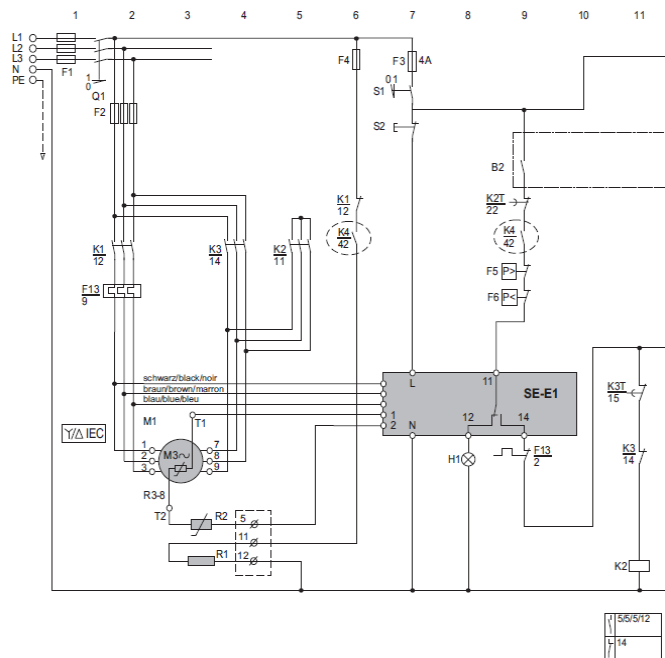 1 2 3 4 5 6 7 8 9 10 11
L1
L2
L3
N
PE
F1
1
0
Q1
F2
F4
F3 4A
0 1
S1
S2
B2
K1
12
K2T
22
K4
42
K4
42
K1
12
K3
14
K2
11
F5 P>
F6 P<
F13
9
schwarz/black/noir
braun/brown/marron
blau/blue/bleu
L 11 SE-E1
K3T
15
M1
T1
1
2 N
12 14
Y/Δ IEC
1 7
2 M3~ 8
3 9
H1
F13
2
K3
14
R3-8
T2
R2 5
11
R1 12
K2
5/5/5/12
14